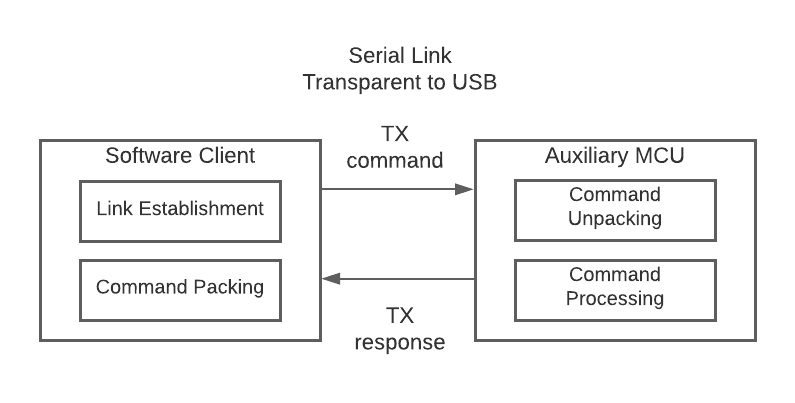 Serial Link
Transparent to USB
TX
command
Software Client
Link Establishment
Command Packing
Auxiliary MCU
Command
Unpacking
Command
Processing
TX
response